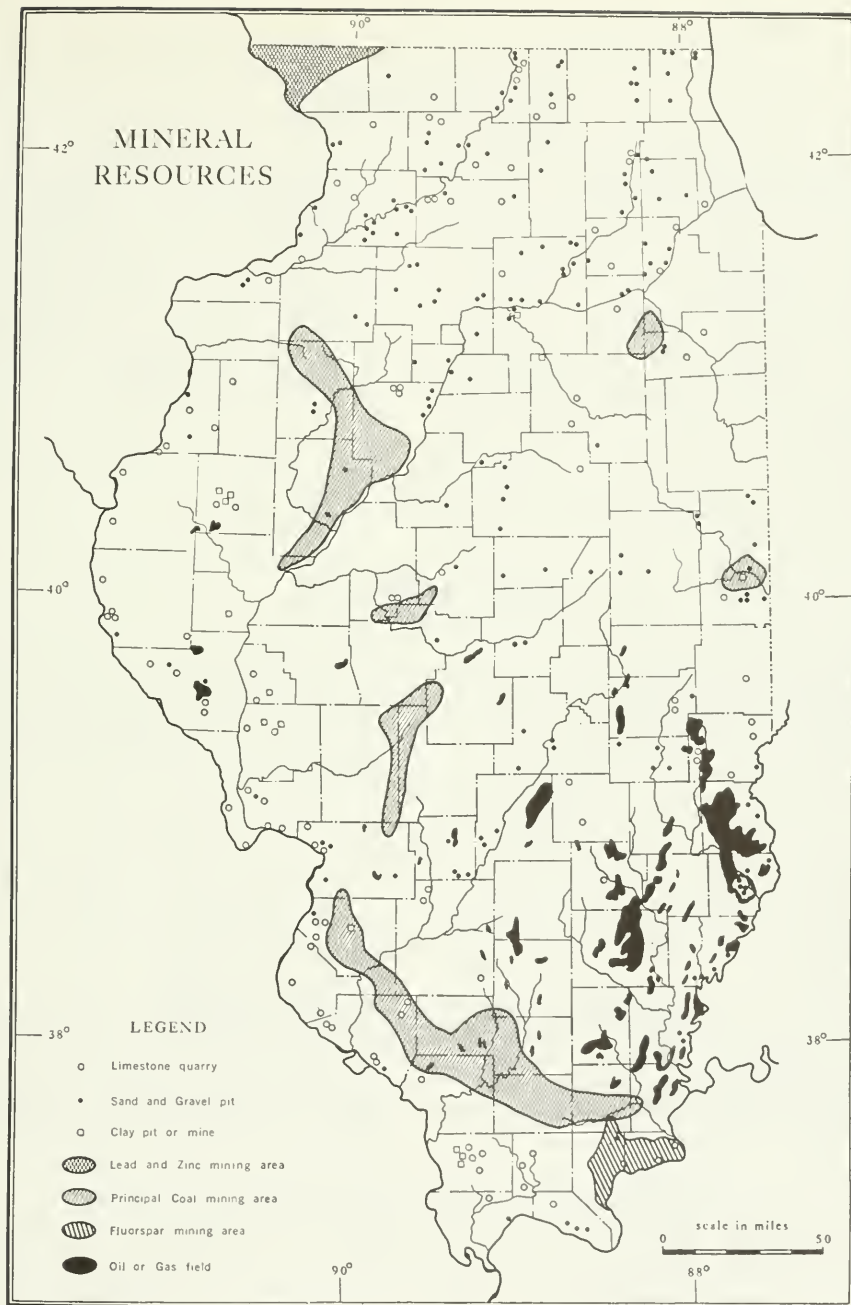 90°
88°
MINERAL
RESOURCES
42°
42°
40°
40°
38°
38°
LEGEND
Limestone quarry
Sand and Gravel pit
Clay pit or mine
Lead and Zinc mining area
Principal Coal mining area
Fluorspar mining area
Oil or Gas field
scale in miles
0 50
90°
88°